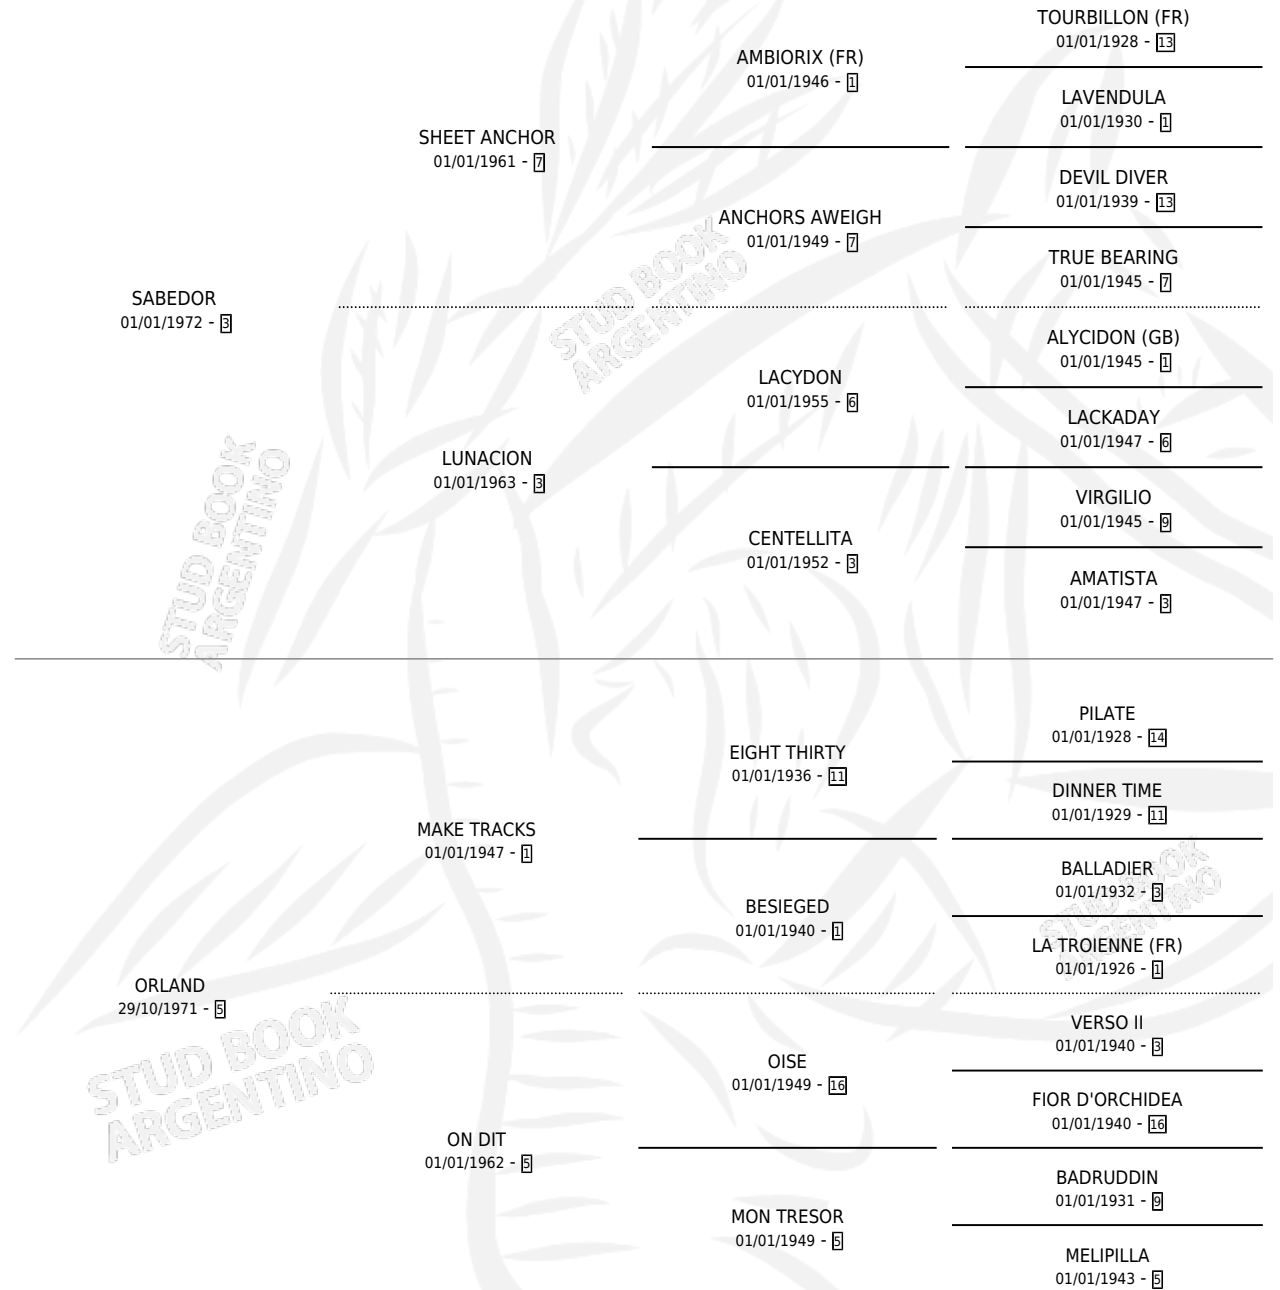 TOURBILLON (FR)
01/01/1928 - 13
AMBIORIX (FR)
01/01/1946 - 1
LAVENDULA
01/01/1930 - 1
SHEET ANCHOR
01/01/1961 - 7
DEVIL DIVER
01/01/1939 - 13
ANCHORS AWEIGH
01/01/1949 - 7
TRUE BEARING
01/01/1945 - 7
SABEDOR
01/01/1972 - 3
STUD BOOK
ARGENTINO
ALYCIDON (GB)
01/01/1945 - 1
LACYDON
01/01/1955 - 6
LACKADAY
01/01/1947 - 6
LUNACION
01/01/1963 - 3
VIRGILIO
01/01/1945 - 9
CENTELLITA
01/01/1952 - 3
AMATISTA
01/01/1947 - 3
STUD BOOK
ARGENTINO
PILATE
01/01/1928 - 14
EIGHT THIRTY
01/01/1936 - 11
DINNER TIME
01/01/1929 - 11
MAKE TRACKS
01/01/1947 - 1
BALLADIER
01/01/1932 - 3
STUD BOOK
ARGENTINO
BESIEGED
01/01/1940 - 1
LA TROIENNE (FR)
01/01/1926 - 1
ORLAND
29/10/1971 - 5
STUD BOOK
ARGENTINO
VERSO II
01/01/1940 - 3
OISE
01/01/1949 - 16
FIOR D'ORCHIDEA
01/01/1940 - 16
ON DIT
01/01/1962 - 5
BADRUDDIN
01/01/1931 - 9
MON TRESOR
01/01/1949 - 5
MELIPILLA
01/01/1943 - 5